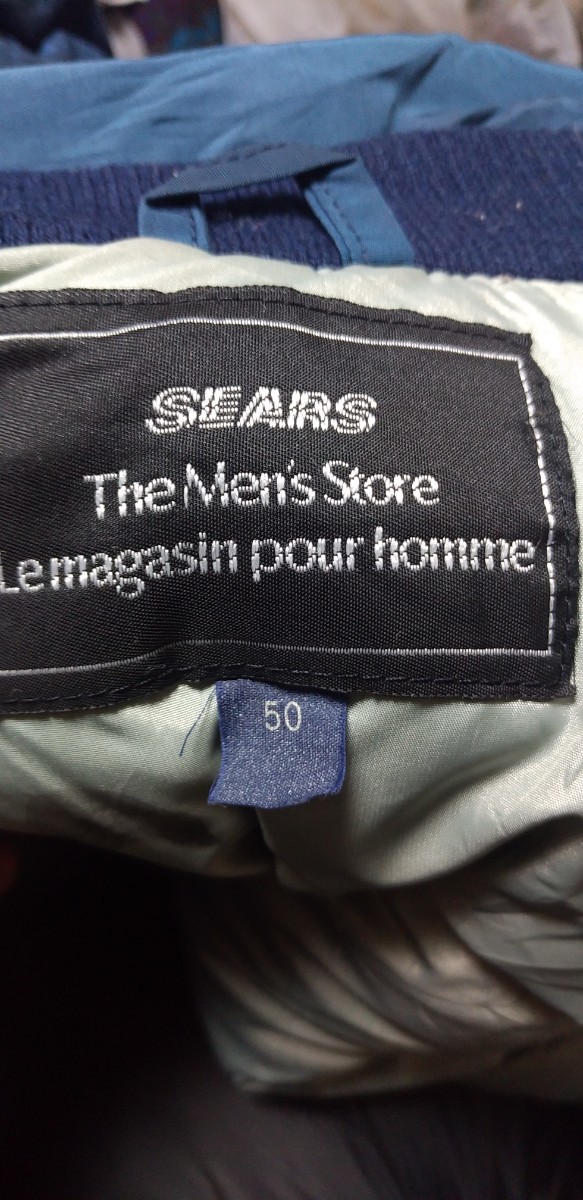 SEARS
The Men's Store
Le magasin pour homme
50